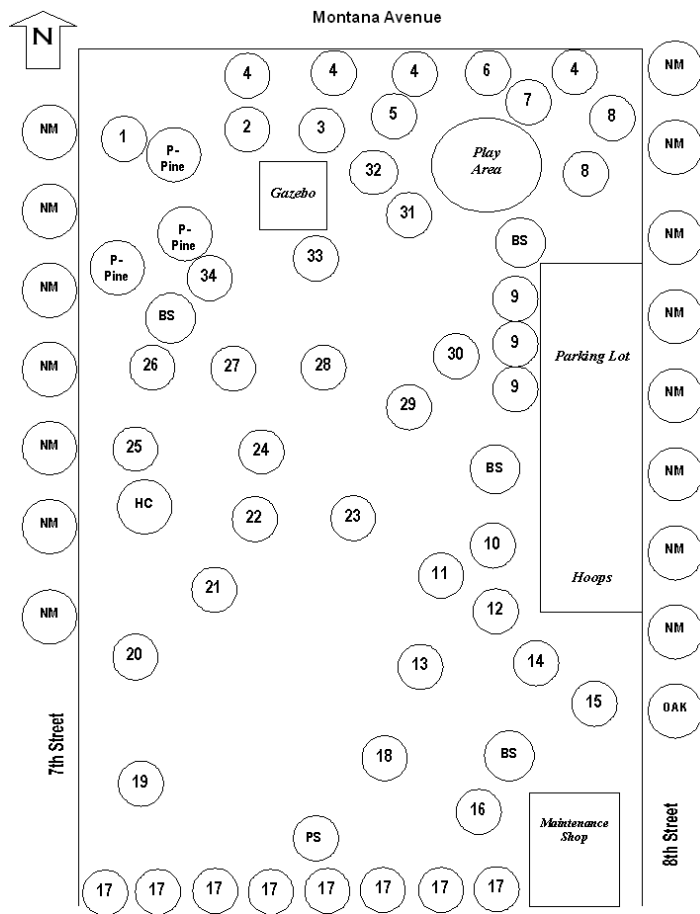 Montana Avenue
N
4
4
4
6
4
NM
7
8
NM
1
2
3
5
NM
P-
Pine
Play
Area
32
8
Gazebo
31
NM
P-
Pine
BS
NM
33
P-
Pine
34
NM
9
BS
NM
9
Parking Lot
30
26
27
28
NM
9
NM
29
25
24
NM
BS
NM
HC
22
23
NM
10
NM
11
Hoops
21
12
NM
NM
20
13
14
15
OAK
7th Street
18
BS
19
16
Maintenance
Shop
8th Street
PS
17
17
17
17
17
17
17
17